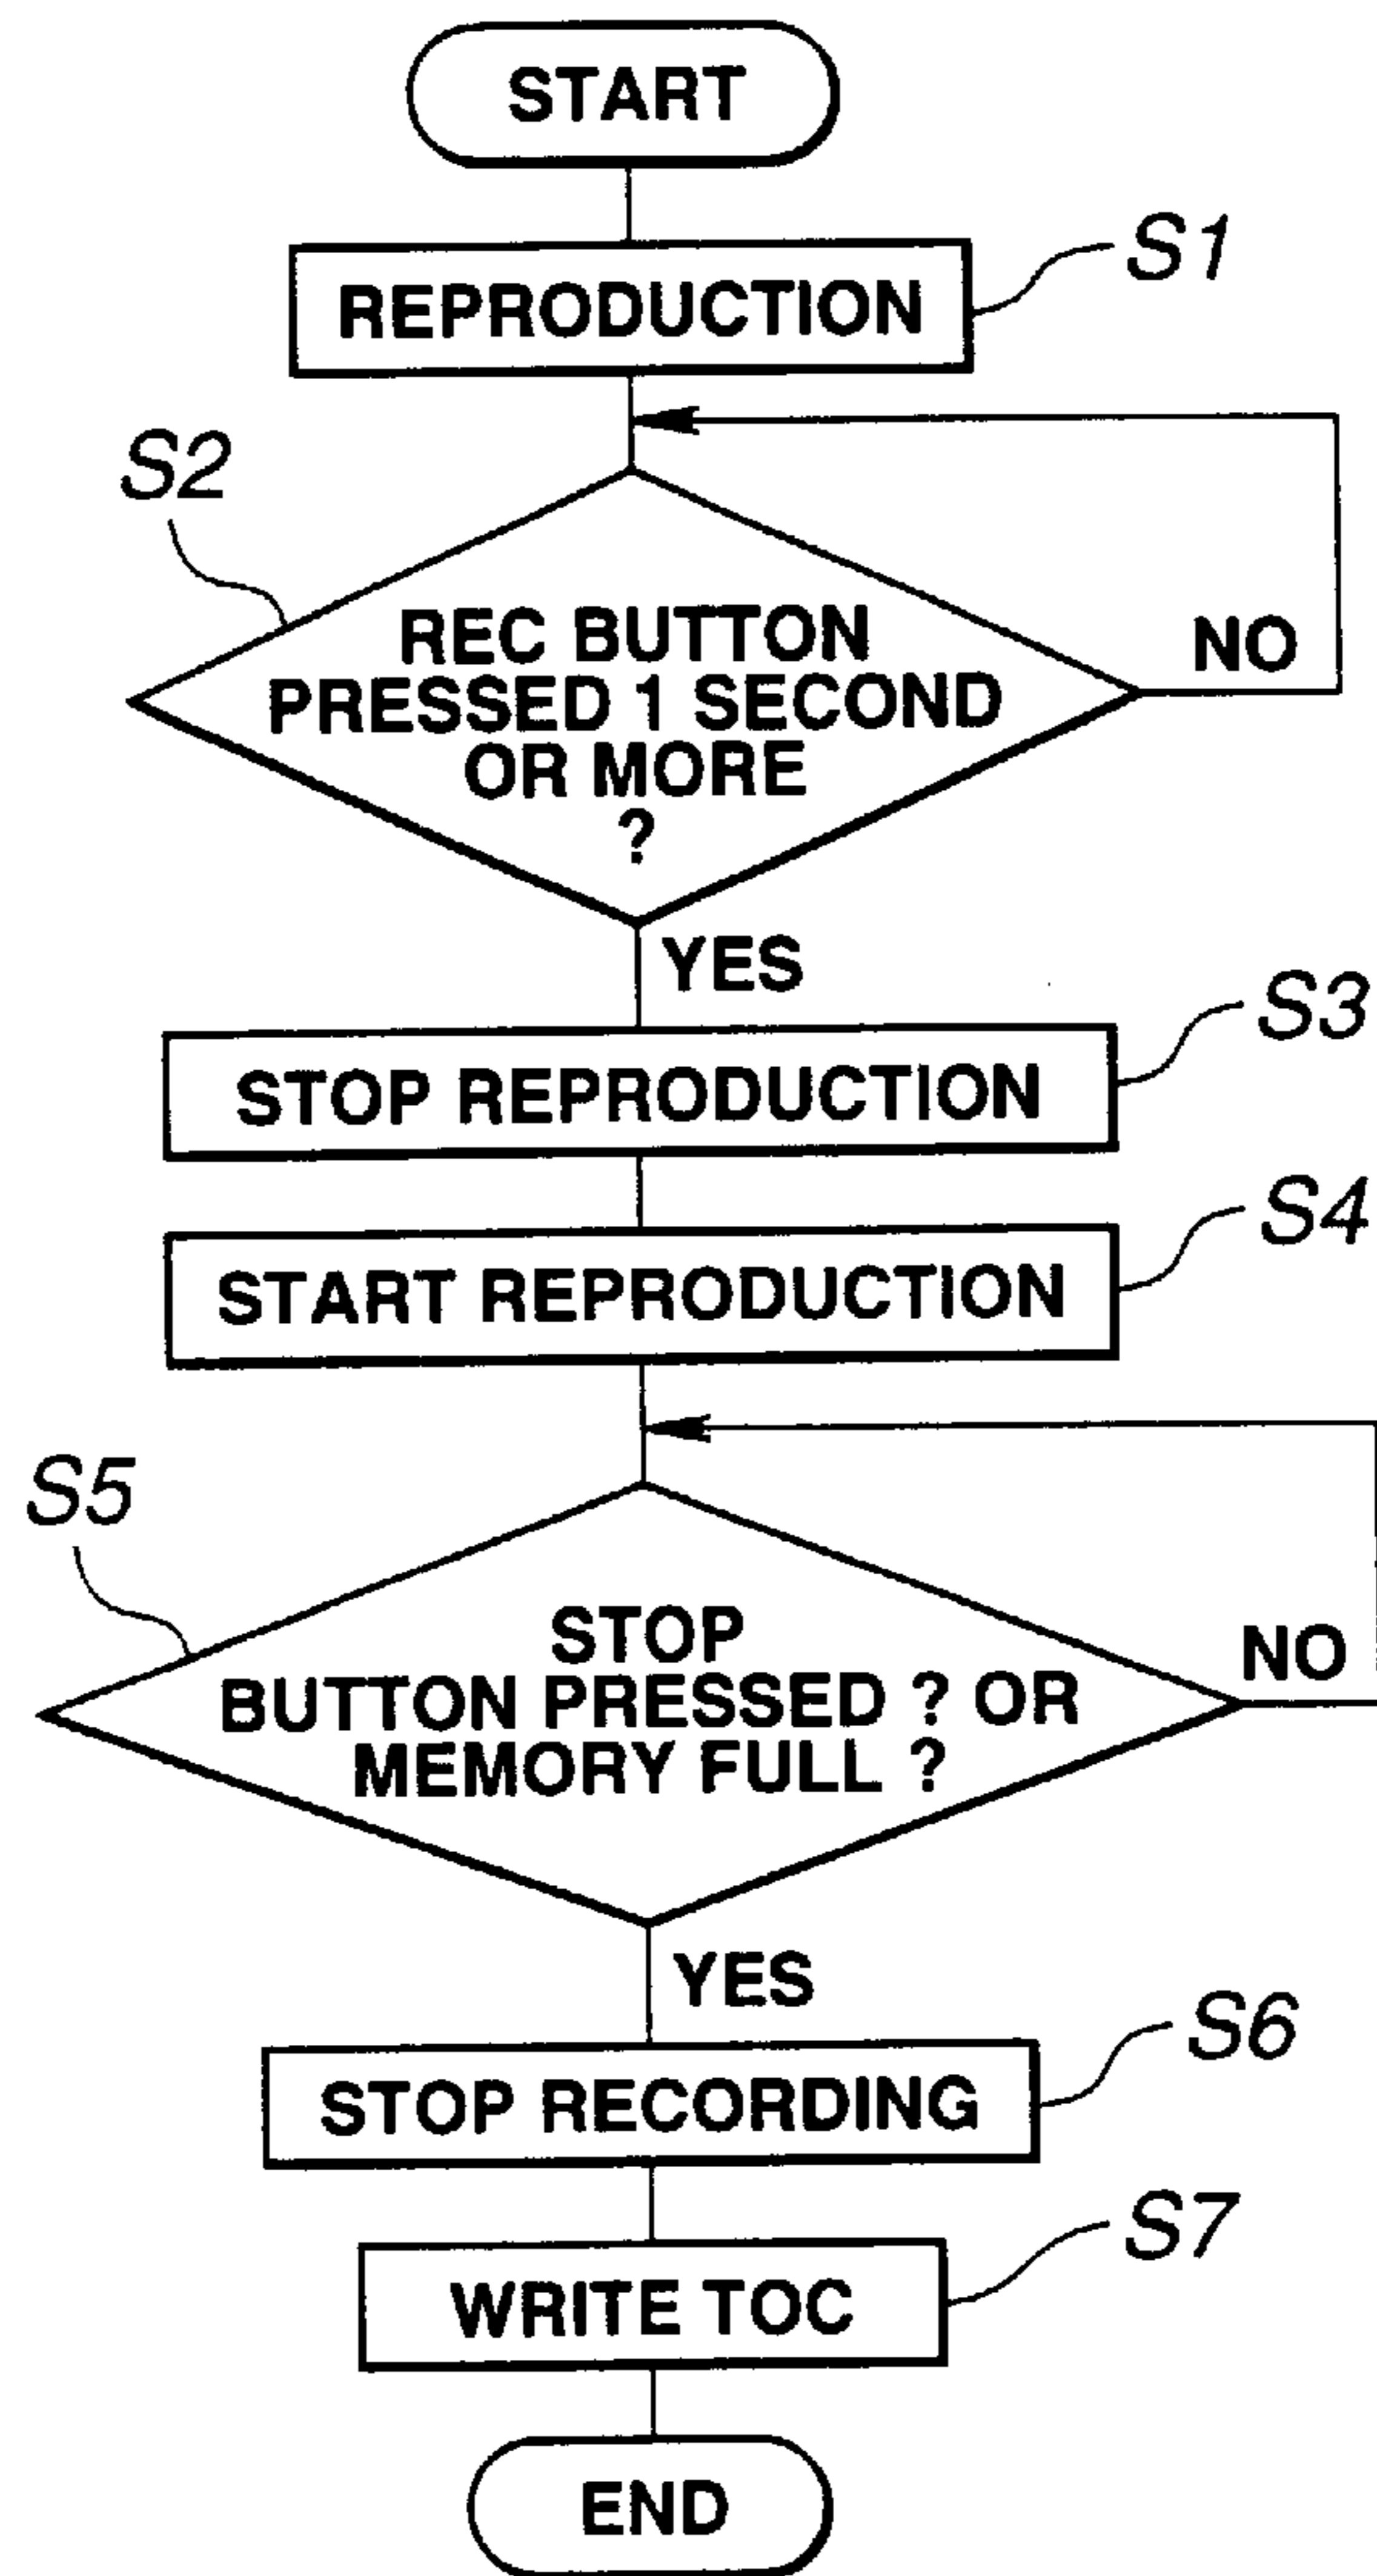 START
REPRODUCTION
S1
S2
REC BUTTON
PRESSED 1 SECOND
OR MORE
?
NO
YES
STOP REPRODUCTION
S3
START REPRODUCTION
S4
S5
STOP
BUTTON PRESSED ? OR
MEMORY FULL ?
NO
YES
STOP RECORDING
S6
WRITE TOC
S7
END